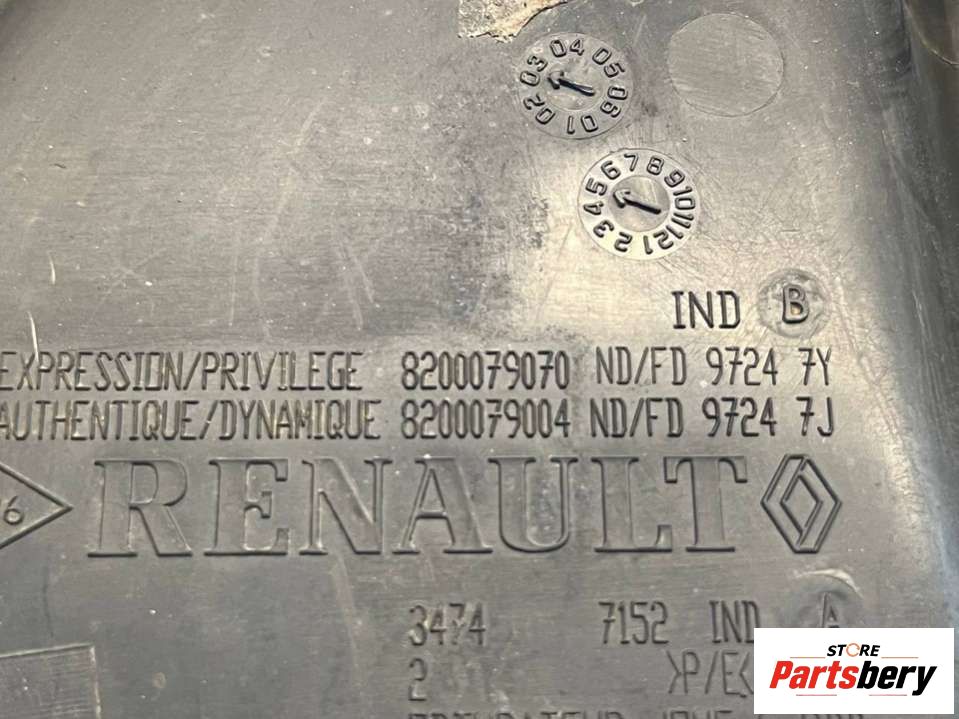 01 02 03 04 05 06
1 2 3 4 5 6 7 8 9 10 11 12
IND B
EXPRESSION/PRIVILEGE 8200079070 ND/FD 9724 7Y
AUTHENTIQUE/DYNAMIQUE 8200079004 ND/FD 9724 7J
RENAULT
3474 7152 IND A
2
STORE
Partsbery